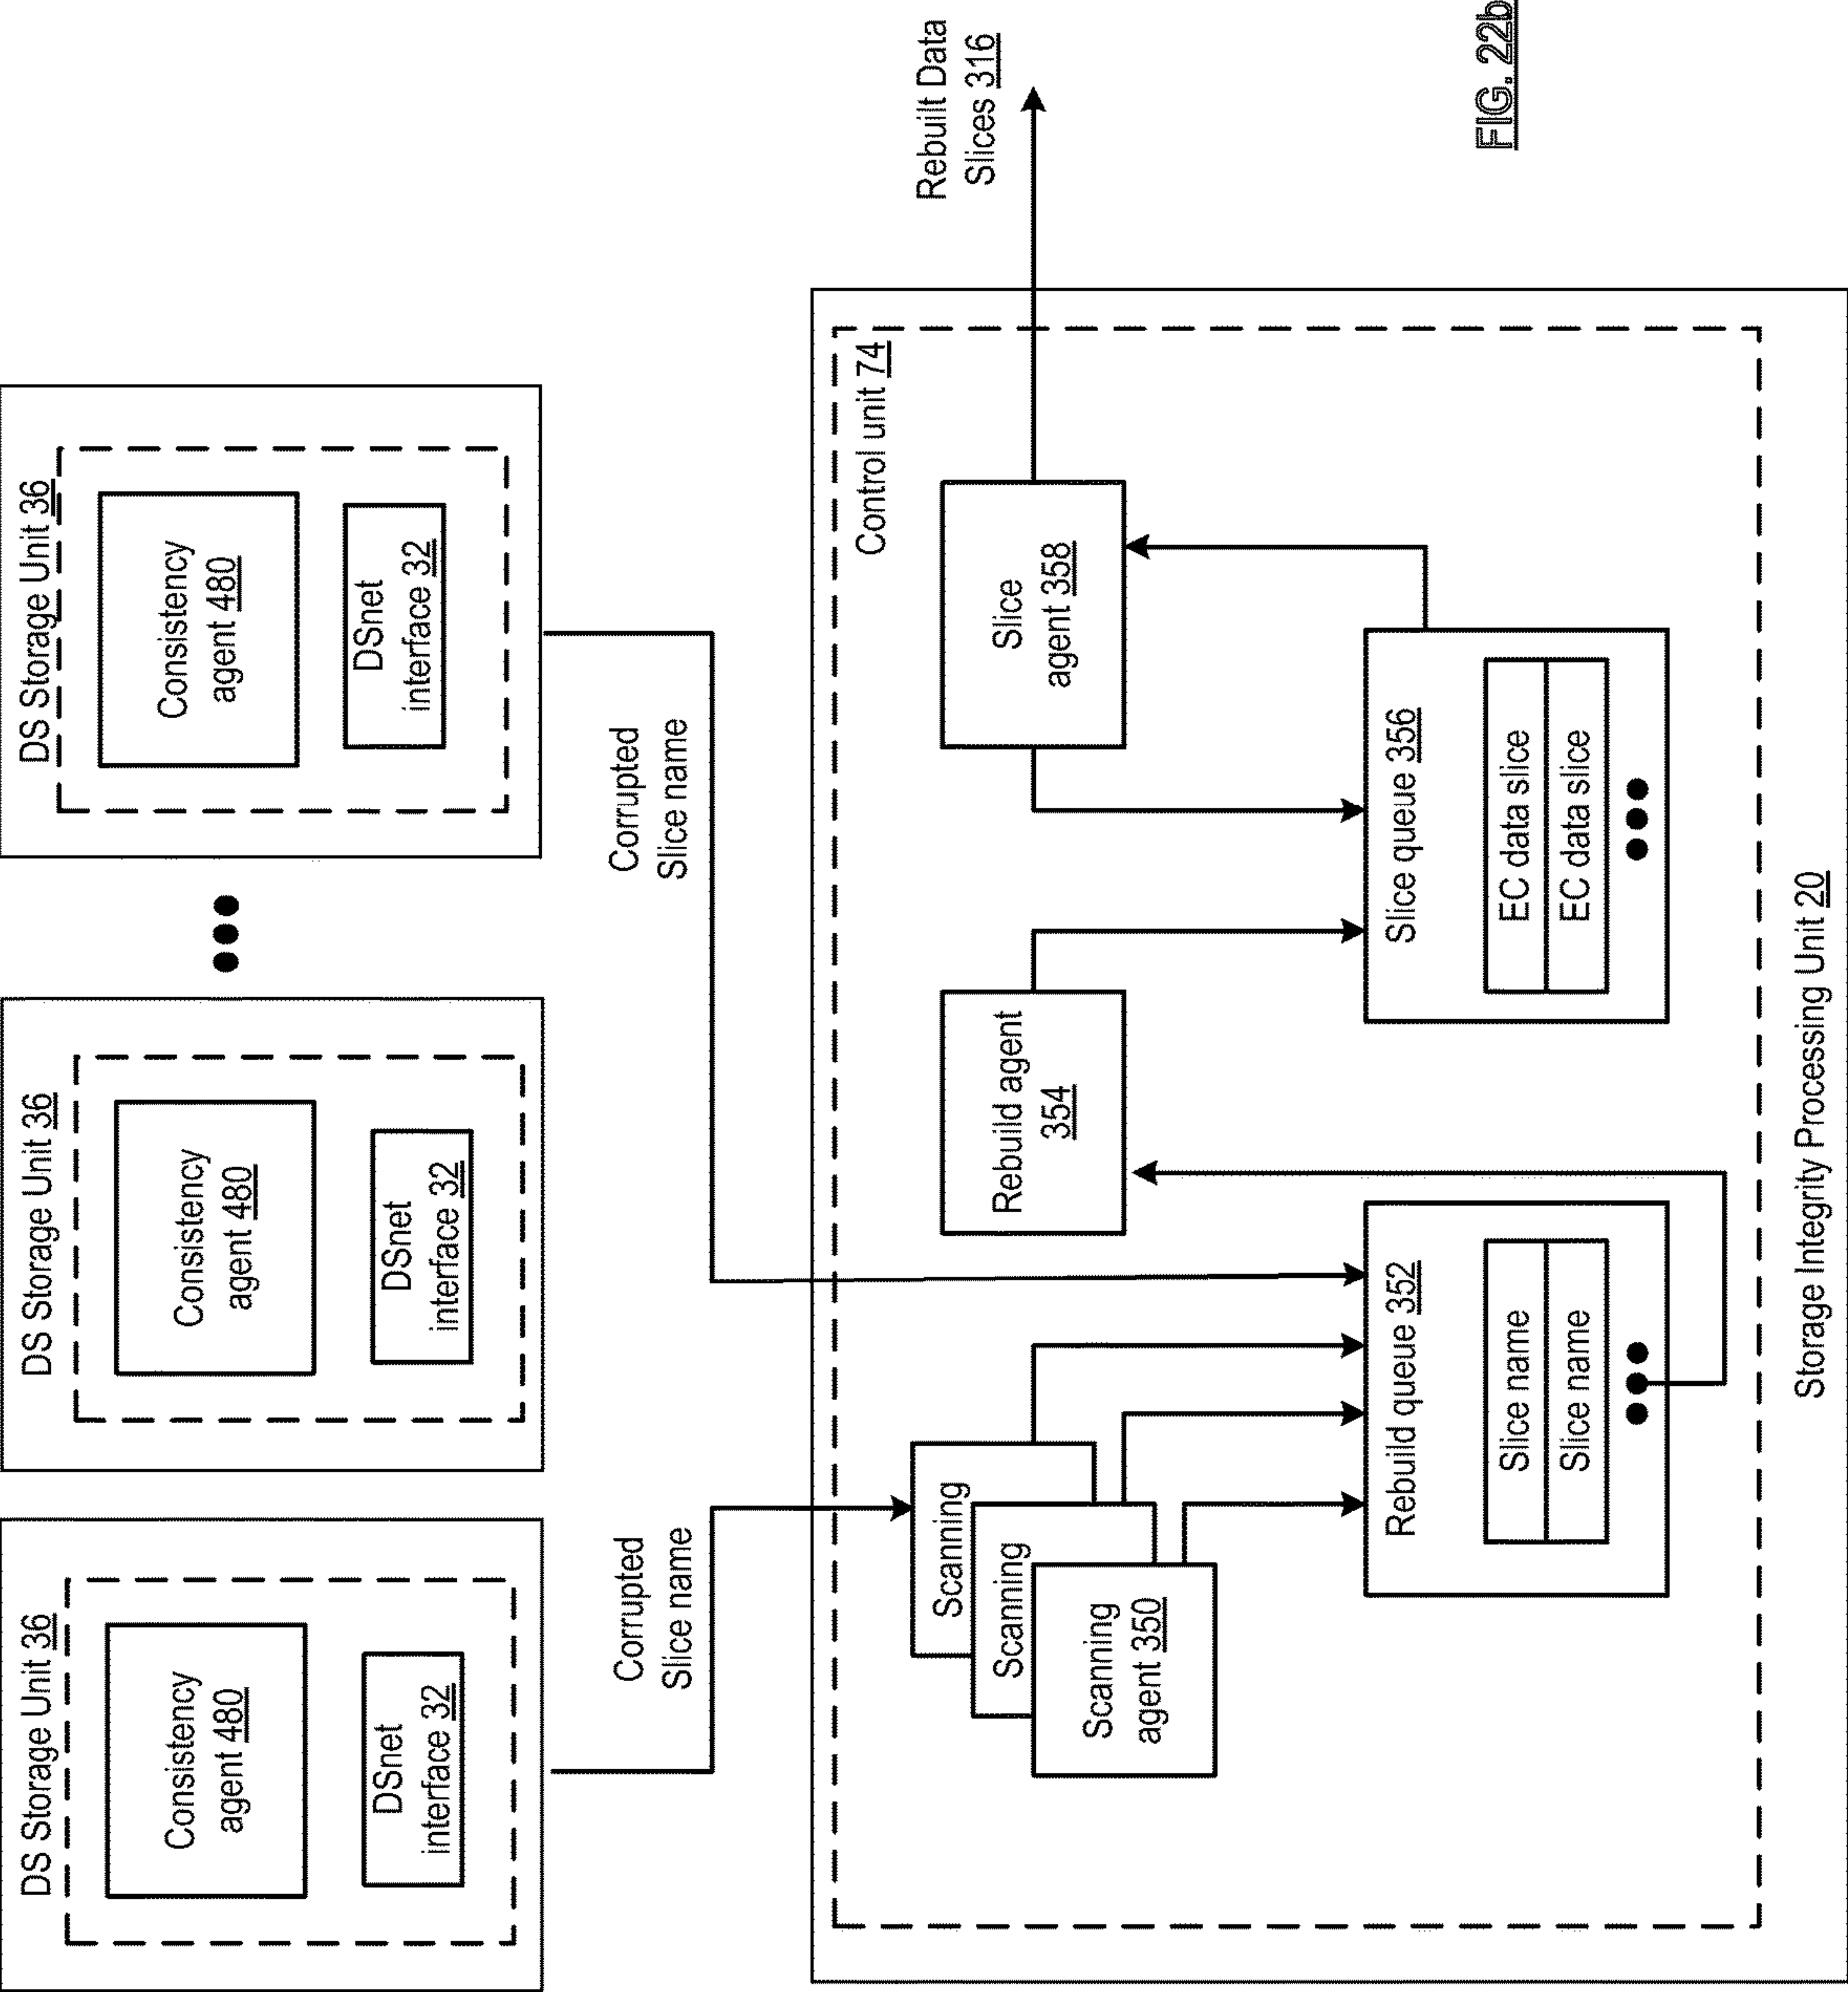 DS Storage Unit 36
Consistency
agent 480
DSnet
interface 32
DS Storage Unit 36
Consistency
agent 480
DSnet
interface 32
DS Storage Unit 36
Consistency
agent 480
DSnet
interface 32
Corrupted
Slice name
Corrupted
Slice name
Control unit 74
Scanning
Scanning
Scanning
agent 350
Rebuild agent
354
Slice
agent 358
Rebuilt Data
Slices 316
Rebuild queue 352
Slice name
Slice name
Slice queue 356
EC data slice
EC data slice
Storage Integrity Processing Unit 20
FIG. 22b